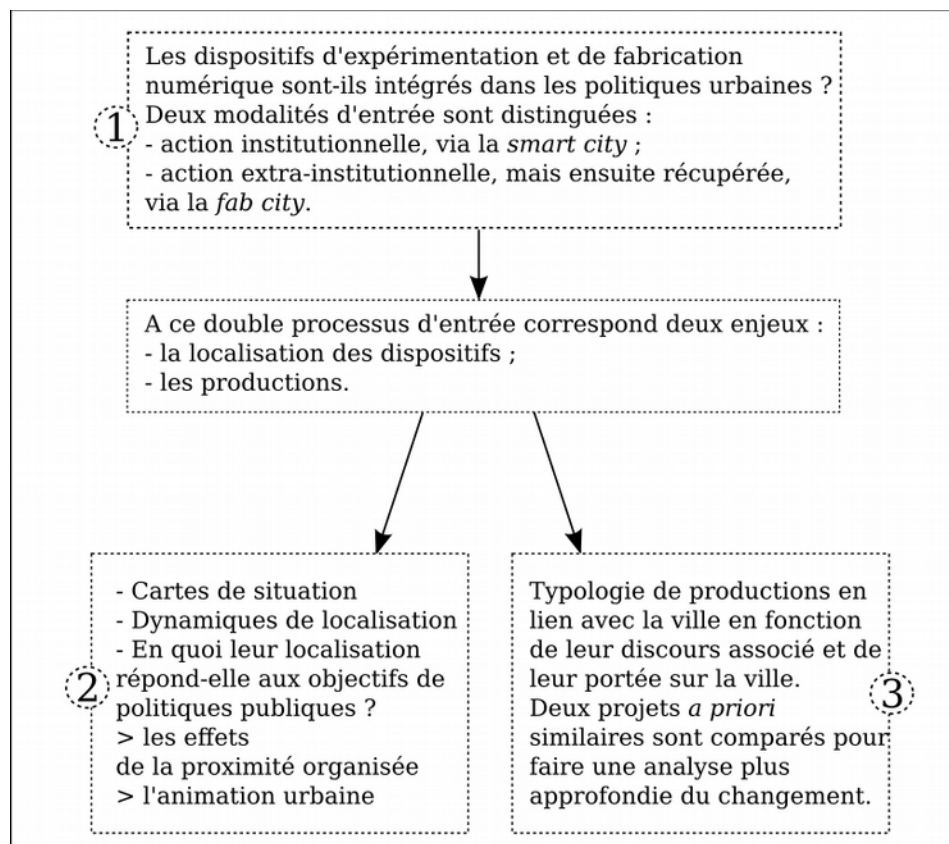 Les dispositifs d'expérimentation et de fabrication
numérique sont-ils intégrés dans les politiques urbaines ?
1
Deux modalités d'entrée sont distinguées :
- action institutionnelle, via la smart city ;
- action extra-institutionnelle, mais ensuite récupérée,
via la fab city.
A ce double processus d'entrée correspond deux enjeux :
- la localisation des dispositifs ;
- les productions.
- Cartes de situation
- Dynamiques de localisation
- En quoi leur localisation
2
répond-elle aux objectifs de
politiques publiques ?
> les effets
de la proximité organisée
> l'animation urbaine
Typologie de productions en
lien avec la ville en fonction
de leur discours associé et de
leur portée sur la ville.
3
Deux projets a priori
similaires sont comparés pour
faire une analyse plus
approfondie du changement.